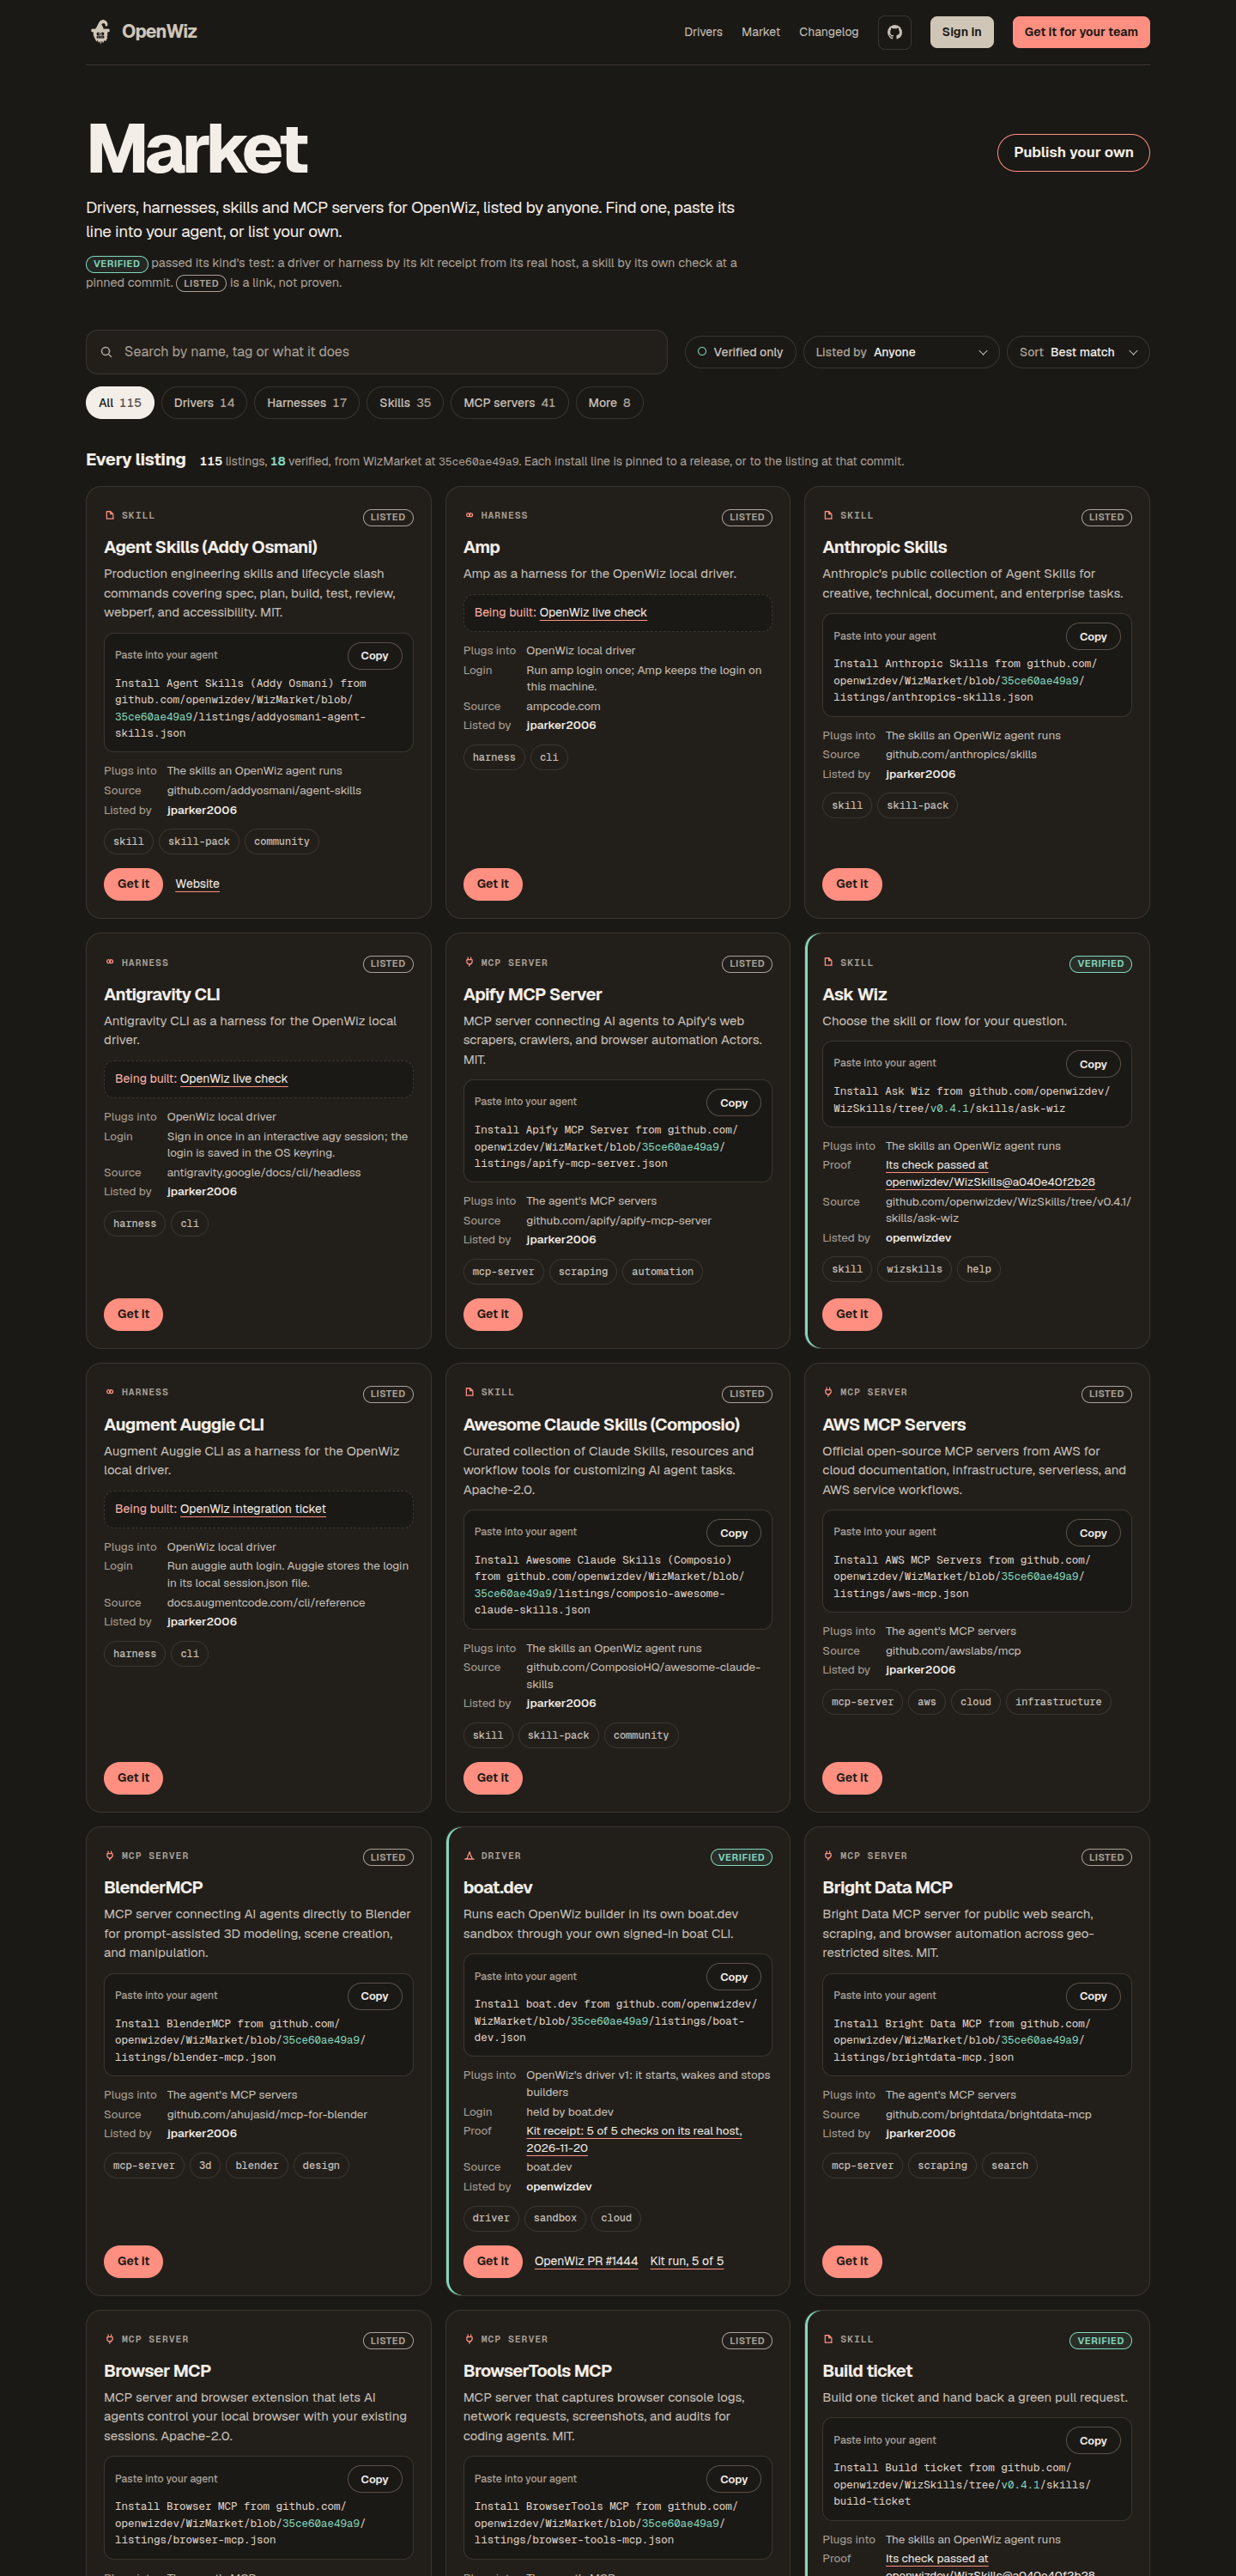 OpenWiz
Drivers
Market
Changelog
Sign in
Get it for your team
Market
Publish your own
Drivers, harnesses, skills and MCP servers for OpenWiz, listed by anyone. Find one, paste its
line into your agent, or list your own.
VERIFIED passed its kind's test: a driver or harness by its kit receipt from its real host, a skill by its own check at a
pinned commit. LISTED is a link, not proven.
Search by name, tag or what it does
Verified only
Listed by Anyone
Sort Best match
All 115
Drivers 14
Harnesses 17
Skills 35
MCP servers 41
More 8
Every listing 115 listings, 18 verified, from WizMarket at 35ce60ae49a9. Each install line is pinned to a release, or to the listing at that commit.
SKILL
LISTED
Agent Skills (Addy Osmani)
Production engineering skills and lifecycle slash
commands covering spec, plan, build, test, review,
webperf, and accessibility. MIT.
Paste into your agent
Copy
Install Agent Skills (Addy Osmani) from
github.com/openwizdev/WizMarket/blob/
35ce60ae49a9/listings/addyosmani-agent-
skills.json
Plugs into The skills an OpenWiz agent runs
Source github.com/addyosmani/agent-skills
Listed by jparker2006
skill
skill-pack
community
Get it
Website
HARNESS
LISTED
Amp
Amp as a harness for the OpenWiz local driver.
Being built: OpenWiz live check
Plugs into OpenWiz local driver
Login Run amp login once; Amp keeps the login on
this machine.
Source ampcode.com
Listed by jparker2006
harness
cli
Get it
SKILL
LISTED
Anthropic Skills
Anthropic's public collection of Agent Skills for
creative, technical, document, and enterprise tasks.
Paste into your agent
Copy
Install Anthropic Skills from github.com/
openwizdev/WizMarket/blob/35ce60ae49a9/
listings/anthropics-skills.json
Plugs into The skills an OpenWiz agent runs
Source github.com/anthropics/skills
Listed by jparker2006
skill
skill-pack
Get it
HARNESS
LISTED
Antigravity CLI
Antigravity CLI as a harness for the OpenWiz local
driver.
Being built: OpenWiz live check
Plugs into OpenWiz local driver
Login Sign in once in an interactive agy session; the
login is saved in the OS keyring.
Source antigravity.google/docs/cli/headless
Listed by jparker2006
harness
cli
Get it
MCP SERVER
LISTED
Apify MCP Server
MCP server connecting AI agents to Apify's web
scrapers, crawlers, and browser automation Actors.
MIT.
Paste into your agent
Copy
Install Apify MCP Server from github.com/
openwizdev/WizMarket/blob/35ce60ae49a9/
listings/apify-mcp-server.json
Plugs into The agent's MCP servers
Source github.com/apify/apify-mcp-server
Listed by jparker2006
mcp-server
scraping
automation
Get it
SKILL
VERIFIED
Ask Wiz
Choose the skill or flow for your question.
Paste into your agent
Copy
Install Ask Wiz from github.com/openwizdev/
WizSkills/tree/v0.4.1/skills/ask-wiz
Plugs into The skills an OpenWiz agent runs
Proof Its check passed at
openwizdev/WizSkills@a040e40f2b28
Source github.com/openwizdev/WizSkills/tree/v0.4.1/
skills/ask-wiz
Listed by openwizdev
skill
wizskills
help
Get it
HARNESS
LISTED
Augment Auggie CLI
Augment Auggie CLI as a harness for the OpenWiz
local driver.
Being built: OpenWiz integration ticket
Plugs into OpenWiz local driver
Login Run auggie auth login. Auggie stores the login
in its local session.json file.
Source docs.augmentcode.com/cli/reference
Listed by jparker2006
harness
cli
Get it
SKILL
LISTED
Awesome Claude Skills (Composio)
Curated collection of Claude Skills, resources and
workflow tools for customizing AI agent tasks.
Apache-2.0.
Paste into your agent
Copy
Install Awesome Claude Skills (Composio)
from github.com/openwizdev/WizMarket/blob/
35ce60ae49a9/listings/composio-awesome-
claude-skills.json
Plugs into The skills an OpenWiz agent runs
Source github.com/ComposioHQ/awesome-claude-
skills
Listed by jparker2006
skill
skill-pack
community
Get it
MCP SERVER
LISTED
AWS MCP Servers
Official open-source MCP servers from AWS for
cloud documentation, infrastructure, serverless, and
AWS service workflows.
Paste into your agent
Copy
Install AWS MCP Servers from github.com/
openwizdev/WizMarket/blob/35ce60ae49a9/
listings/aws-mcp.json
Plugs into The agent's MCP servers
Source github.com/awslabs/mcp
Listed by jparker2006
mcp-server
aws
cloud
infrastructure
Get it
MCP SERVER
LISTED
BlenderMCP
MCP server connecting AI agents directly to Blender
for prompt-assisted 3D modeling, scene creation,
and manipulation.
Paste into your agent
Copy
Install BlenderMCP from github.com/
openwizdev/WizMarket/blob/35ce60ae49a9/
listings/blender-mcp.json
Plugs into The agent's MCP servers
Source github.com/ahujasid/mcp-for-blender
Listed by jparker2006
mcp-server
3d
blender
design
Get it
DRIVER
VERIFIED
boat.dev
Runs each OpenWiz builder in its own boat.dev
sandbox through your own signed-in boat CLI.
Paste into your agent
Copy
Install boat.dev from github.com/openwizdev/
WizMarket/blob/35ce60ae49a9/listings/boat-
dev.json
Plugs into OpenWiz's driver v1: it starts, wakes and stops
builders
Login held by boat.dev
Proof Kit receipt: 5 of 5 checks on its real host,
2026-11-20
Source boat.dev
Listed by openwizdev
driver
sandbox
cloud
Get it
OpenWiz PR #1444
Kit run, 5 of 5
MCP SERVER
LISTED
Bright Data MCP
Bright Data MCP server for public web search,
scraping, and browser automation across geo-
restricted sites. MIT.
Paste into your agent
Copy
Install Bright Data MCP from github.com/
openwizdev/WizMarket/blob/35ce60ae49a9/
listings/brightdata-mcp.json
Plugs into The agent's MCP servers
Source github.com/brightdata/brightdata-mcp
Listed by jparker2006
mcp-server
scraping
search
Get it
MCP SERVER
LISTED
Browser MCP
MCP server and browser extension that lets AI
agents control your local browser with your existing
sessions. Apache-2.0.
Paste into your agent
Copy
Install Browser MCP from github.com/
openwizdev/WizMarket/blob/35ce60ae49a9/
listings/browser-mcp.json
MCP SERVER
LISTED
BrowserTools MCP
MCP server that captures browser console logs,
network requests, screenshots, and audits for
coding agents. MIT.
Paste into your agent
Copy
Install BrowserTools MCP from github.com/
openwizdev/WizMarket/blob/35ce60ae49a9/
listings/browser-tools-mcp.json
SKILL
VERIFIED
Build ticket
Build one ticket and hand back a green pull request.
Paste into your agent
Copy
Install Build ticket from github.com/
openwizdev/WizSkills/tree/v0.4.1/skills/
build-ticket
Plugs into The skills an OpenWiz agent runs
Proof Its check passed at